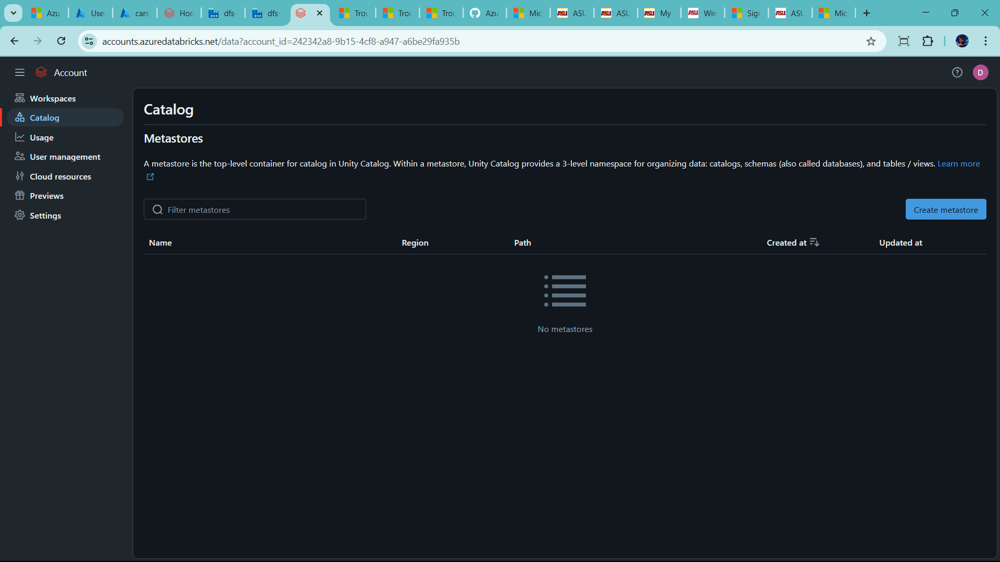 Azu
Use
cars
Hon
dfs-
dfs-
Trou
Trou
Trou
Azu
Mic
ASU
ASU
My
Win
Sign
ASU
Mic
accounts.azuredatabricks.net/data?account_id=242342a8-9b15-4cf8-a947-a6be29fa935b
Account
D
Workspaces
Catalog
Usage
User management
Cloud resources
Previews
Settings
Catalog
Metastores
A metastore is the top-level container for catalog in Unity Catalog. Within a metastore, Unity Catalog provides a 3-level namespace for organizing data: catalogs, schemas (also called databases), and tables / views. Learn more
Filter metastores
Create metastore
Name Region Path Created at Updated at
No metastores